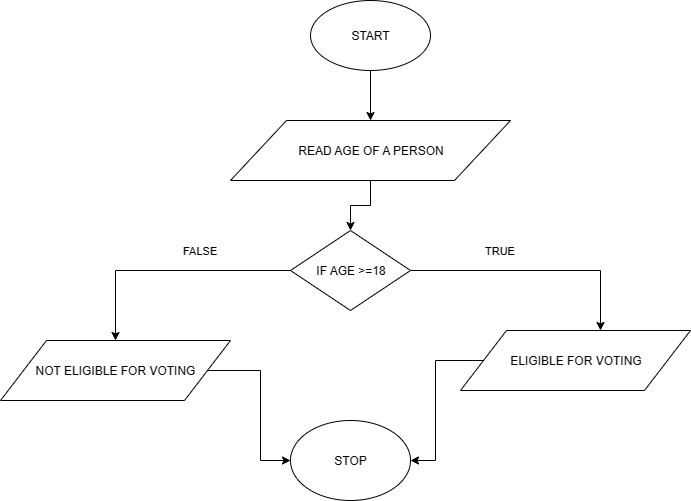 START
READ AGE OF A PERSON
FALSE
TRUE
IF AGE >=18
NOT ELIGIBLE FOR VOTING
ELIGIBLE FOR VOTING
STOP